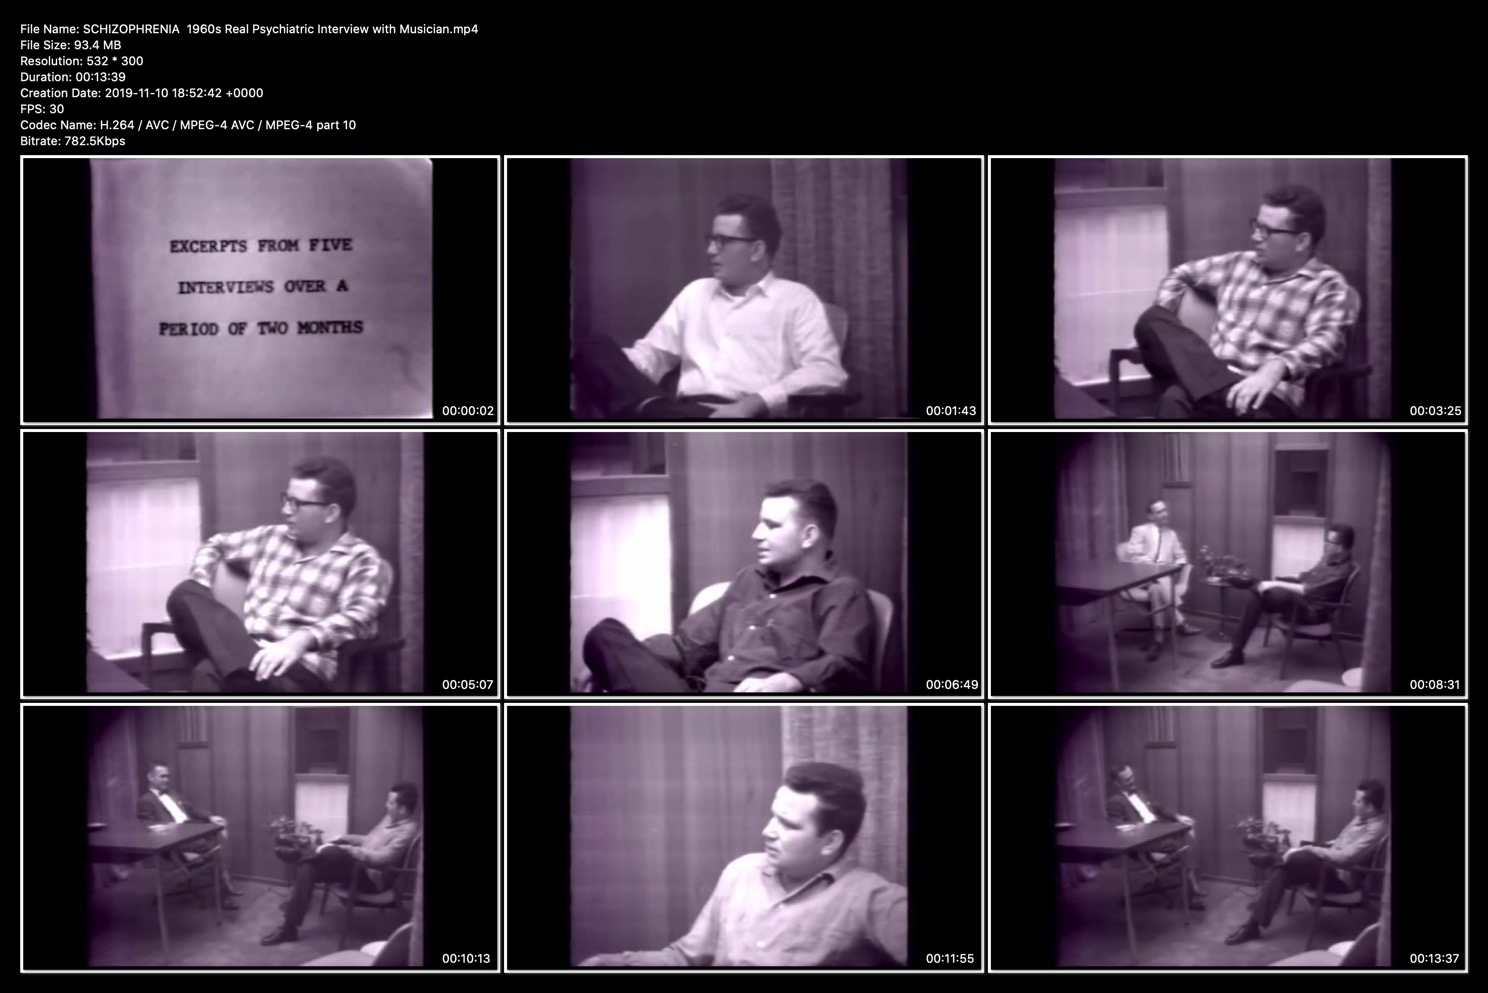 File Name: SCHIZOPHRENIA  1960s Real Psychiatric Interview with Musician.mp4
File Size: 93.4 MB
Resolution: 532 * 300
Duration: 00:13:39
Creation Date: 2019-11-10 18:52:42 +0000
FPS: 30
Codec Name: H.264 / AVC / MPEG-4 AVC / MPEG-4 part 10
Bitrate: 782.5Kbps
EXCERPTS FROM FIVE
INTERVIEWS OVER A
PERIOD OF TWO MONTHS
00:00:02
00:01:43
00:03:25
00:05:07
00:06:49
00:08:31
00:10:13
00:11:55
00:13:37